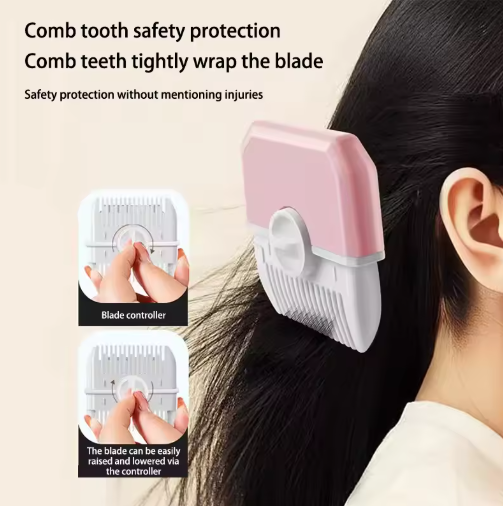 Comb tooth safety protection
Comb teeth tightly wrap the blade
Safety protection without mentioning injuries
Blade controller
The blade can be easily
raised and lowered via
the controller